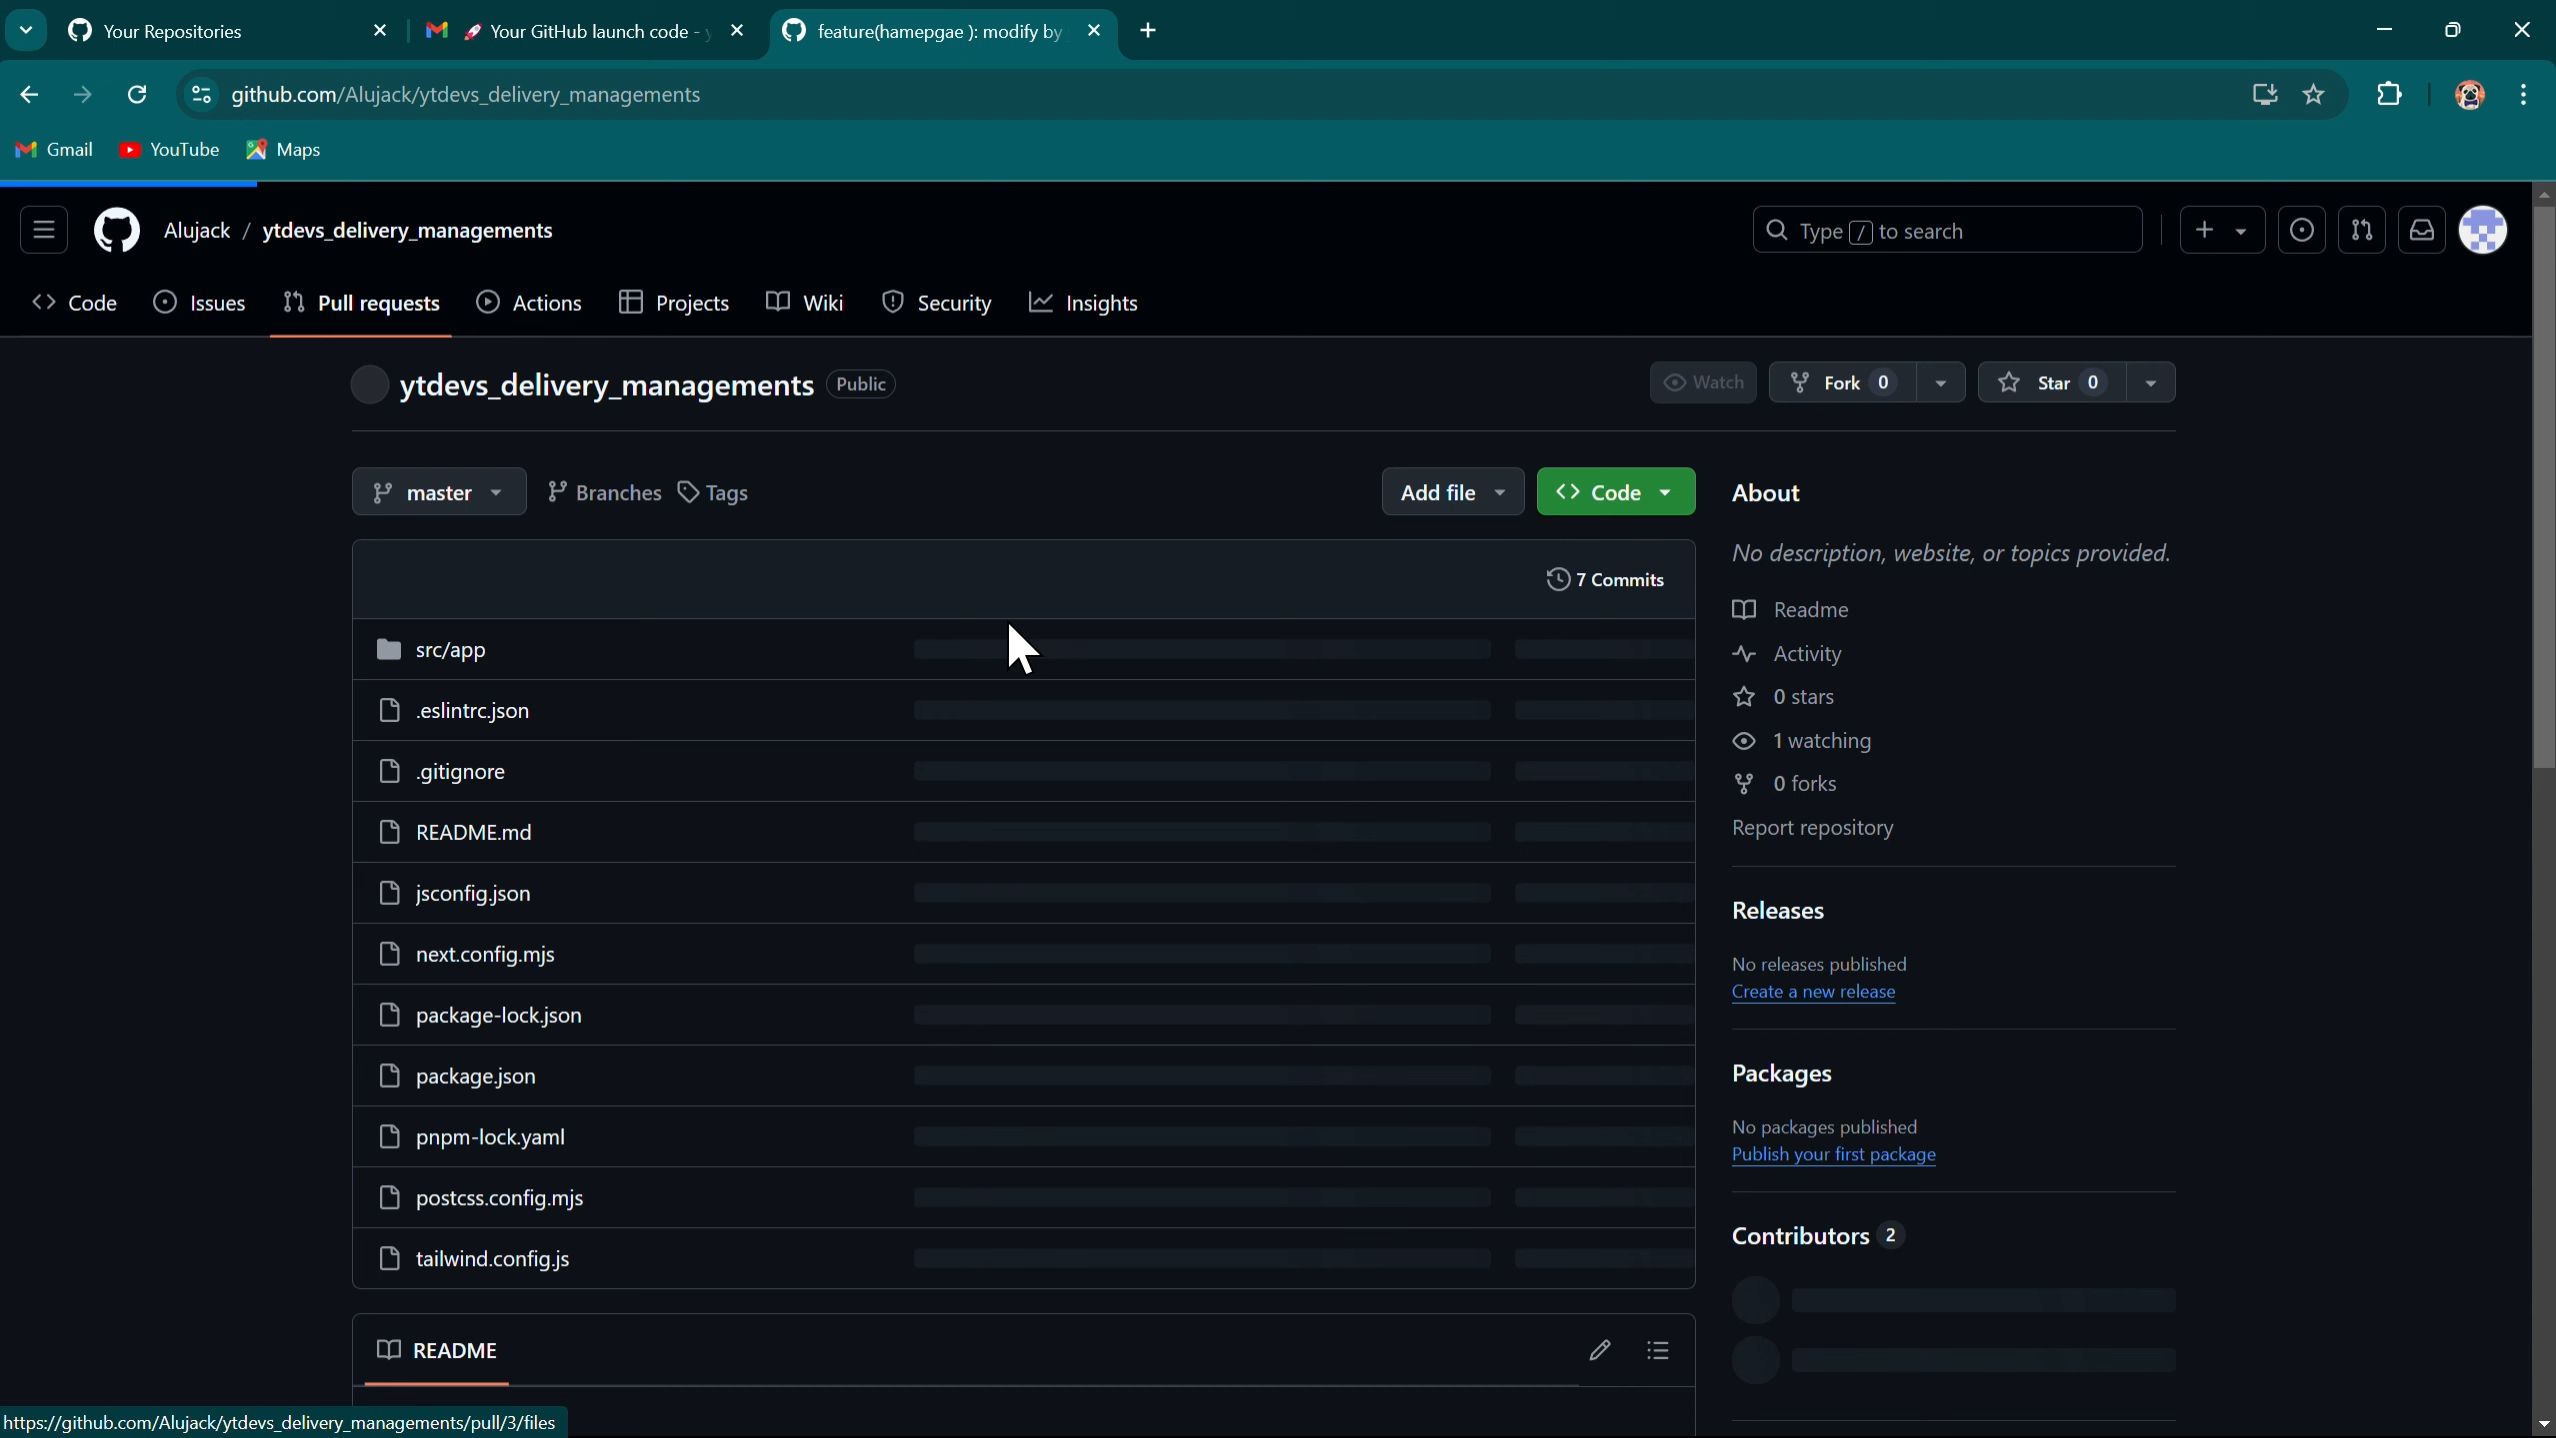 Your Repositories
🚀 Your GitHub launch code -
feature(hamepgae ): modify by
github.com/Alujack/ytdevs_delivery_managements
Gmail YouTube Maps
Alujack / ytdevs_delivery_managements
Type / to search
Code Issues Pull requests Actions Projects Wiki Security Insights
ytdevs_delivery_managements Public
Watch Fork 0 Star 0
master Branches Tags
Add file Code
7 Commits
src/app
.eslintrc.json
.gitignore
README.md
jsconfig.json
next.config.mjs
package-lock.json
package.json
pnpm-lock.yaml
postcss.config.mjs
tailwind.config.js
README
About
No description, website, or topics provided.
Readme
Activity
0 stars
1 watching
0 forks
Report repository
Releases
No releases published
Create a new release
Packages
No packages published
Publish your first package
Contributors 2
https://github.com/Alujack/ytdevs_delivery_managements/pull/3/files